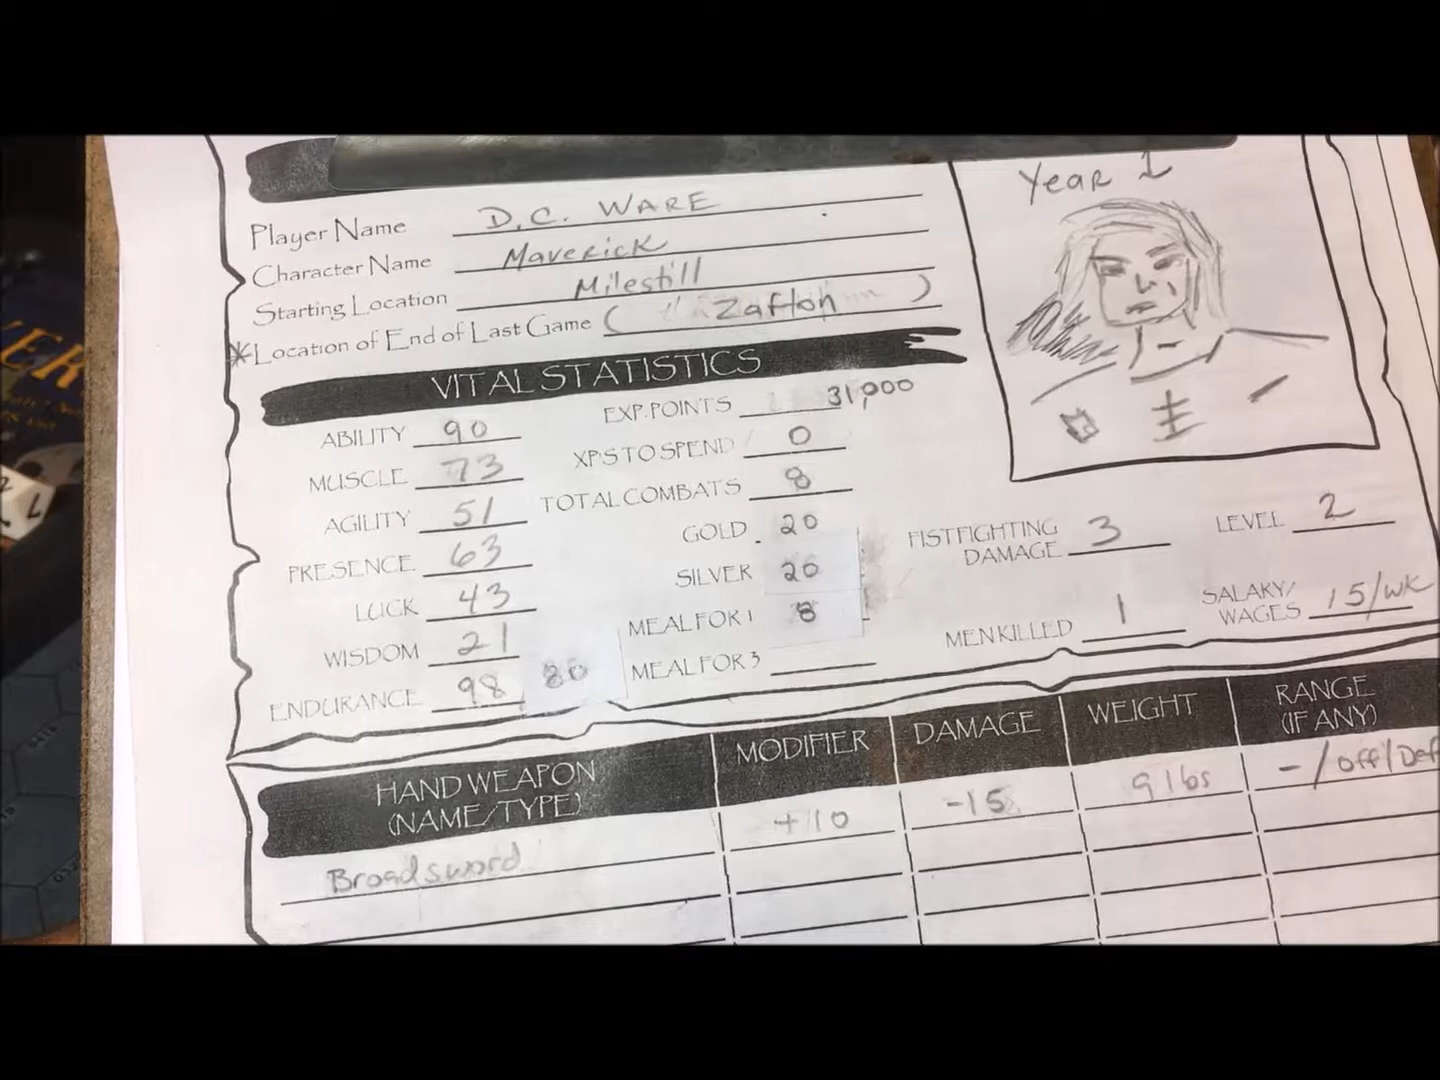 Year 1
Player Name D.C. WARE
Character Name Maverick
Starting Location Milestill
*Location of End of Last Game ( Zafton )
VITAL STATISTICS
ABILITY 90
MUSCLE 73
AGILITY 51
PRESENCE 63
LUCK 43
WISDOM 21
ENDURANCE 98 80
EXP. POINTS 31,000
XP'S TO SPEND 0
TOTAL COMBATS 8
GOLD 20
SILVER 20
MEAL FOR 1 8
MEAL FOR 3
FISTFIGHTING
DAMAGE 3
MEN KILLED 1
LEVEL 2
SALARY/
WAGES 15/WK
HAND WEAPON
(NAME/TYPE)
MODIFIER
DAMAGE
WEIGHT
RANGE
(IF ANY)
Broadsword +10 -15 9 lbs -/Off/Def